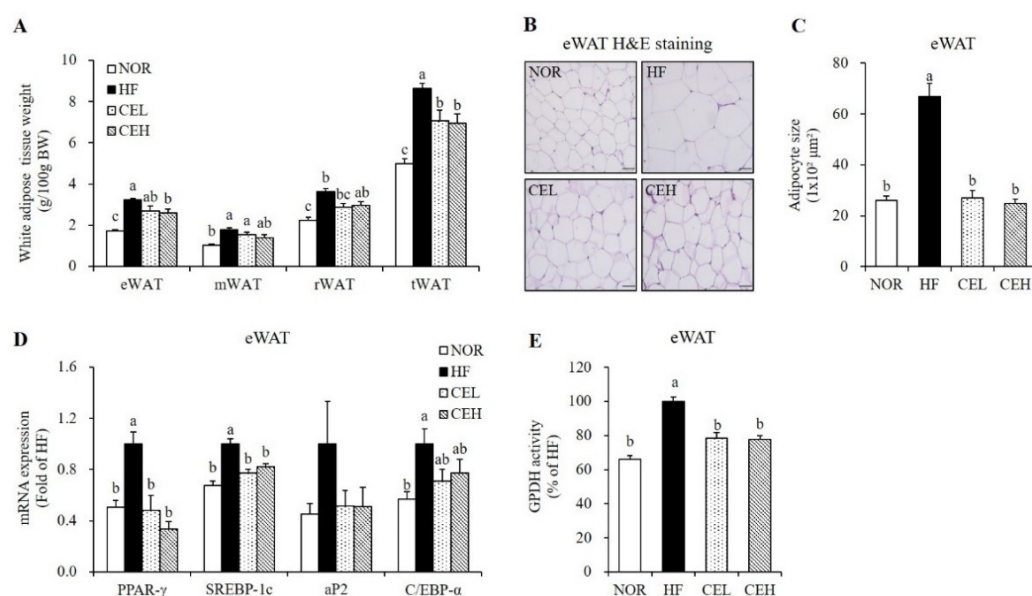 A
White adipose tissue weight
(g/100g BW)
10
8
6
4
2
0
NOR
HF
CEL
CEH
c
a
ab
b
b
a
a
ab
c
b
bc
ab
c
a
b
b
eWAT
mWAT
rWAT
tWAT
B
eWAT H&E staining
NOR
HF
CEL
CEH
C
eWAT
Adipocyte size
(1x10² μm²)
80
60
40
20
0
b
a
b
b
NOR
HF
CEL
CEH
D
eWAT
mRNA expression
(Fold of HF)
1.6
1.2
0.8
0.4
0.0
NOR
HF
CEL
CEH
b
a
b
b
b
a
b
b
b
a
ab
ab
PPAR-γ
SREBP-1c
aP2
C/EBP-α
E
eWAT
GPDH activity
(% of HF)
120
100
80
60
40
20
0
b
a
b
b
NOR
HF
CEL
CEH